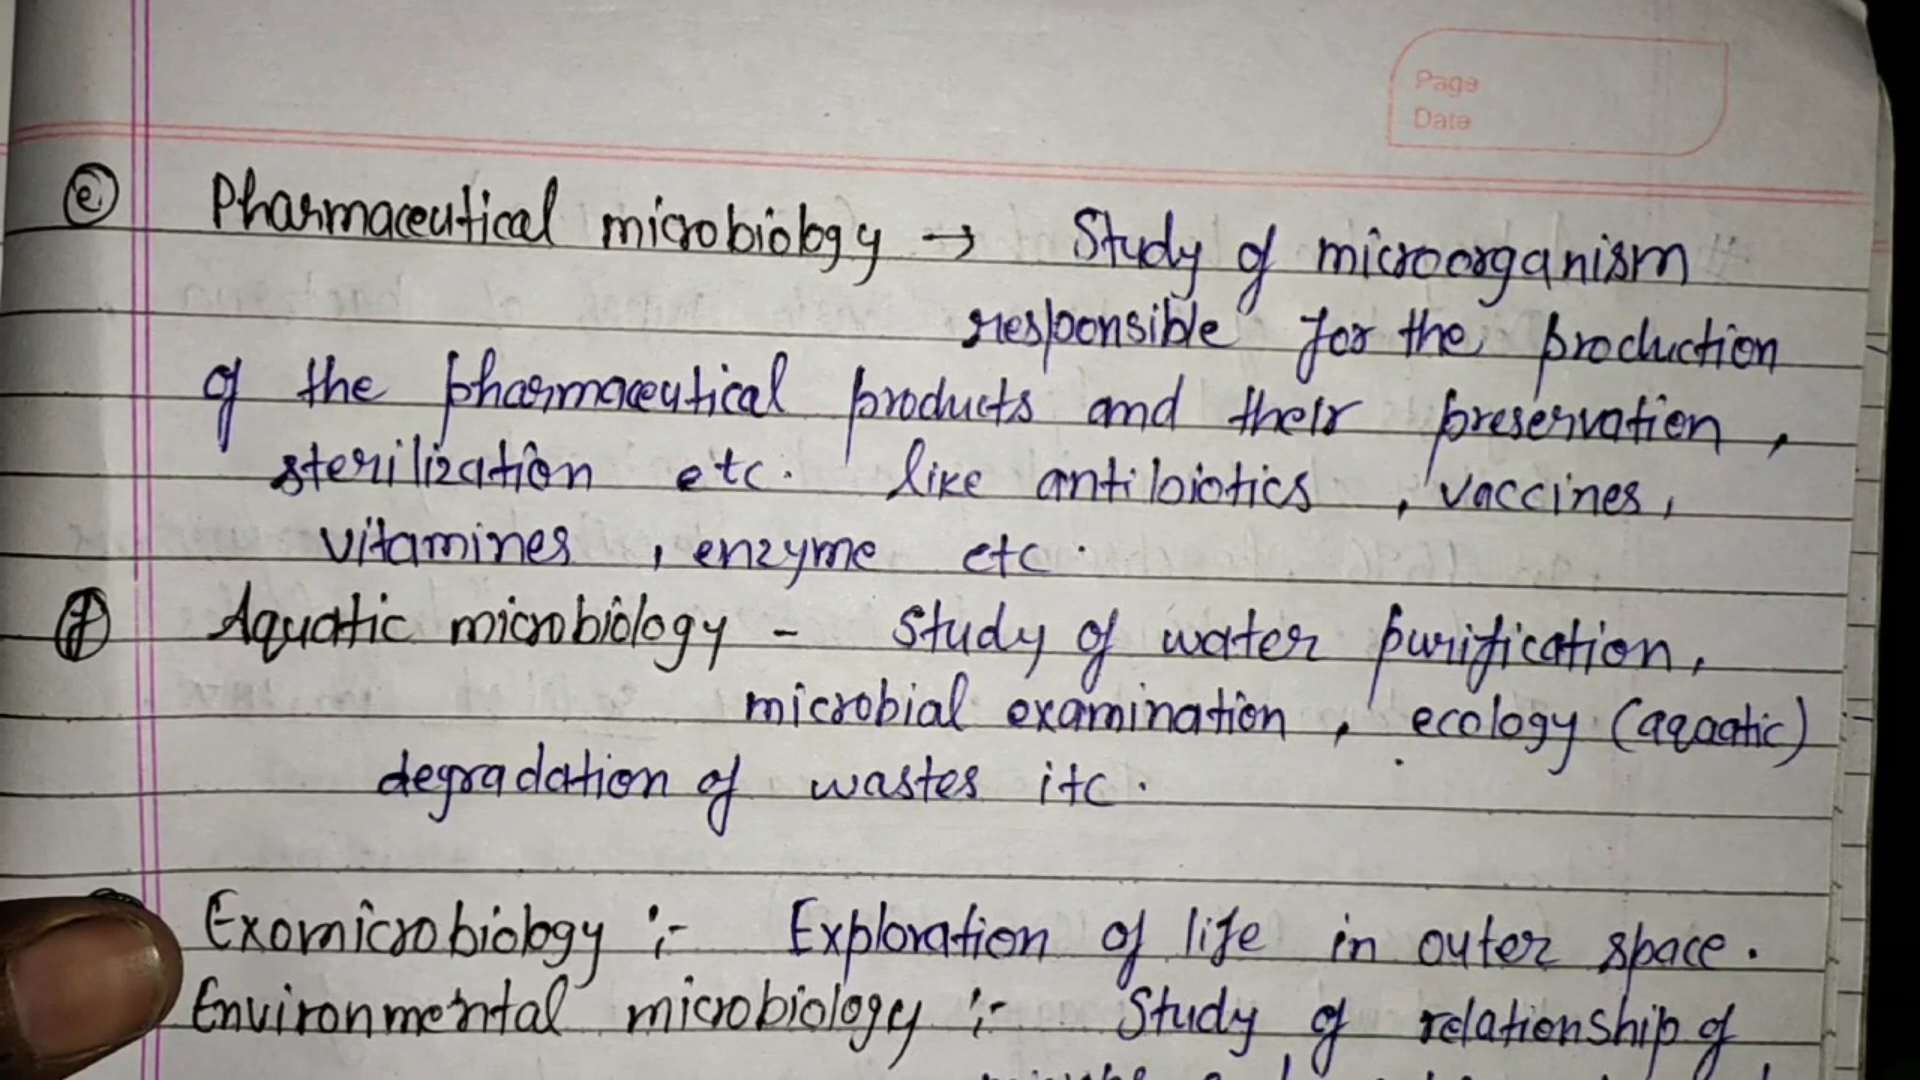 Page
Date
e Pharmaceutical microbiology → Study of microorganism
responsible for the production
of the pharmaceutical products and their preservation,
sterilization etc. like antibiotics, vaccines,
vitamines, enzyme etc.
f Aquatic microbiology - study of water purification,
microbial examination, ecology (aquatic)
degradation of wastes itc.
Exomicrobiology :- Exploration of life in outer space.
Environmental microbiology :- Study of relationship of